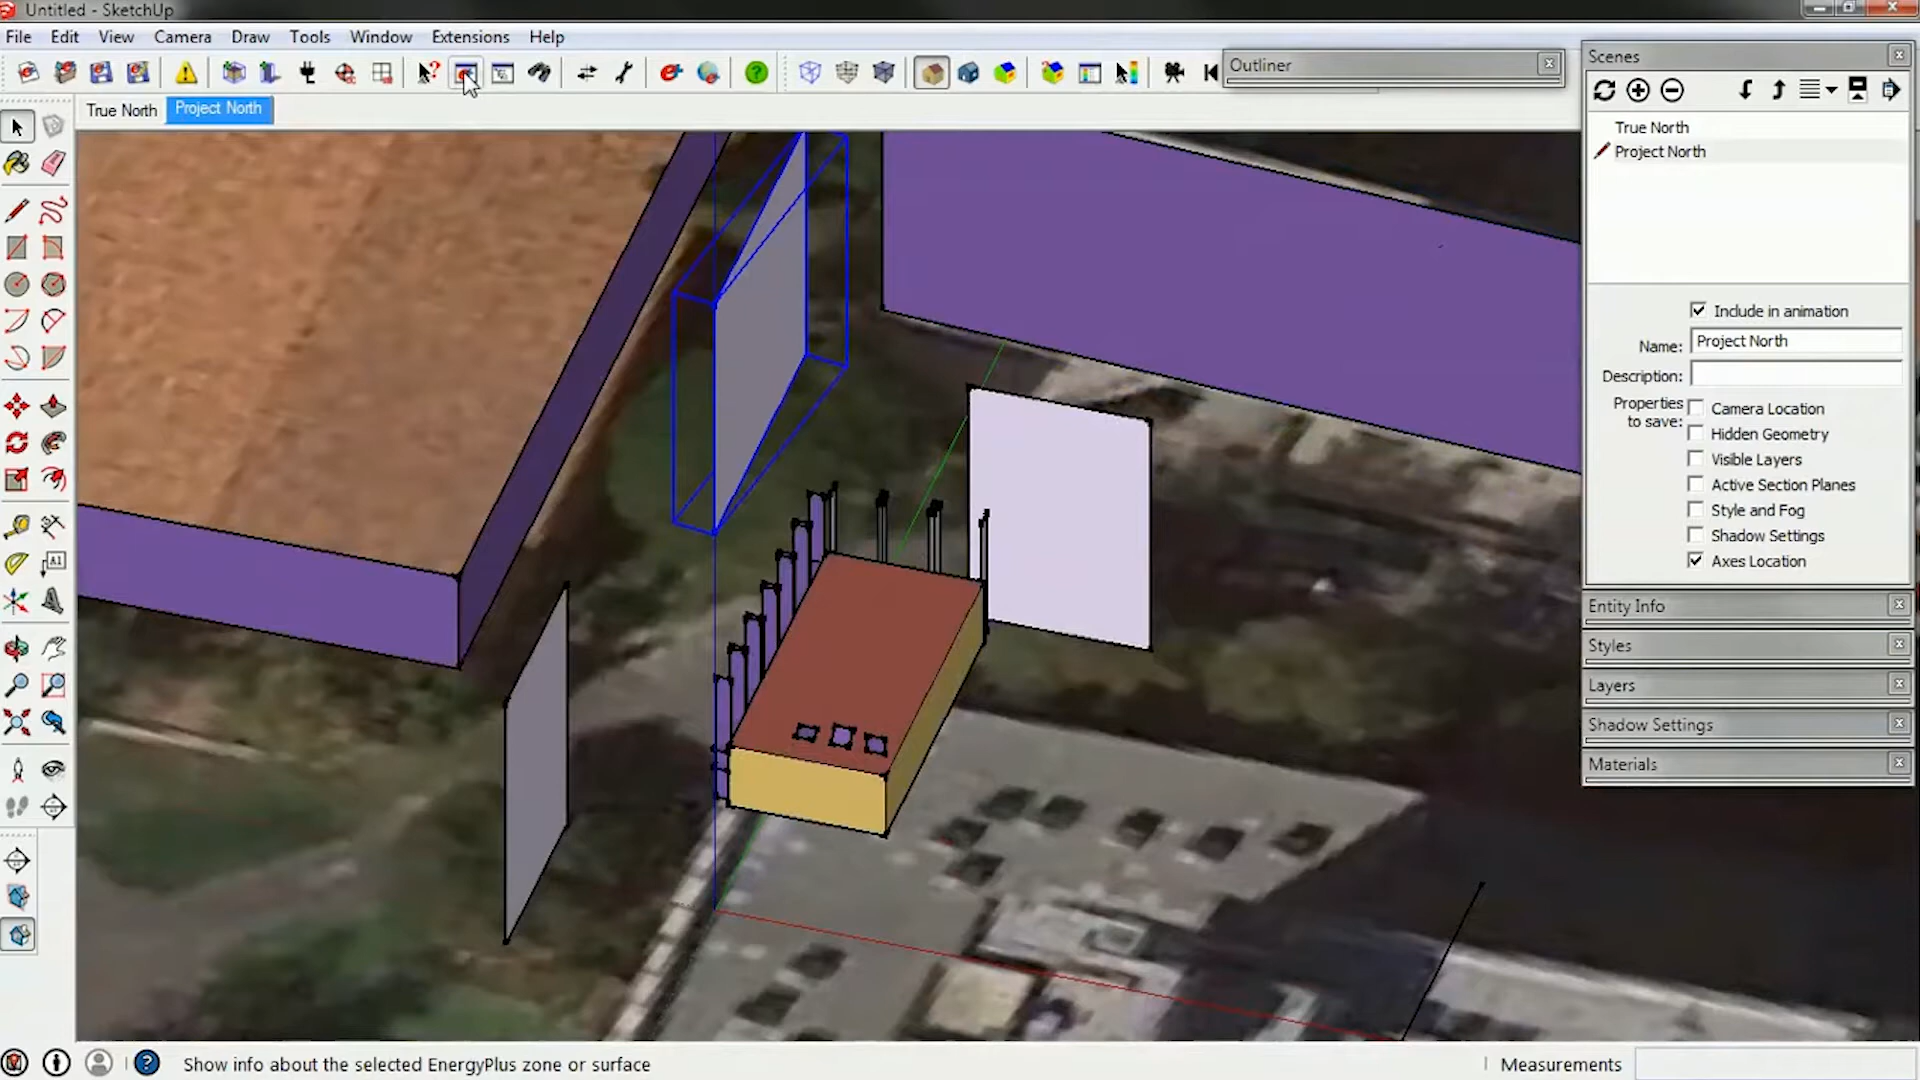 Untitled - SketchUp
File Edit View Camera Draw Tools Window Extensions Help
Outliner
True North Project North
Scenes
True North
Project North
Include in animation
Name: Project North
Description:
Properties to save:
Camera Location
Hidden Geometry
Visible Layers
Active Section Planes
Style and Fog
Shadow Settings
Axes Location
Entity Info
Styles
Layers
Shadow Settings
Materials
A1
Show info about the selected EnergyPlus zone or surface
Measurements